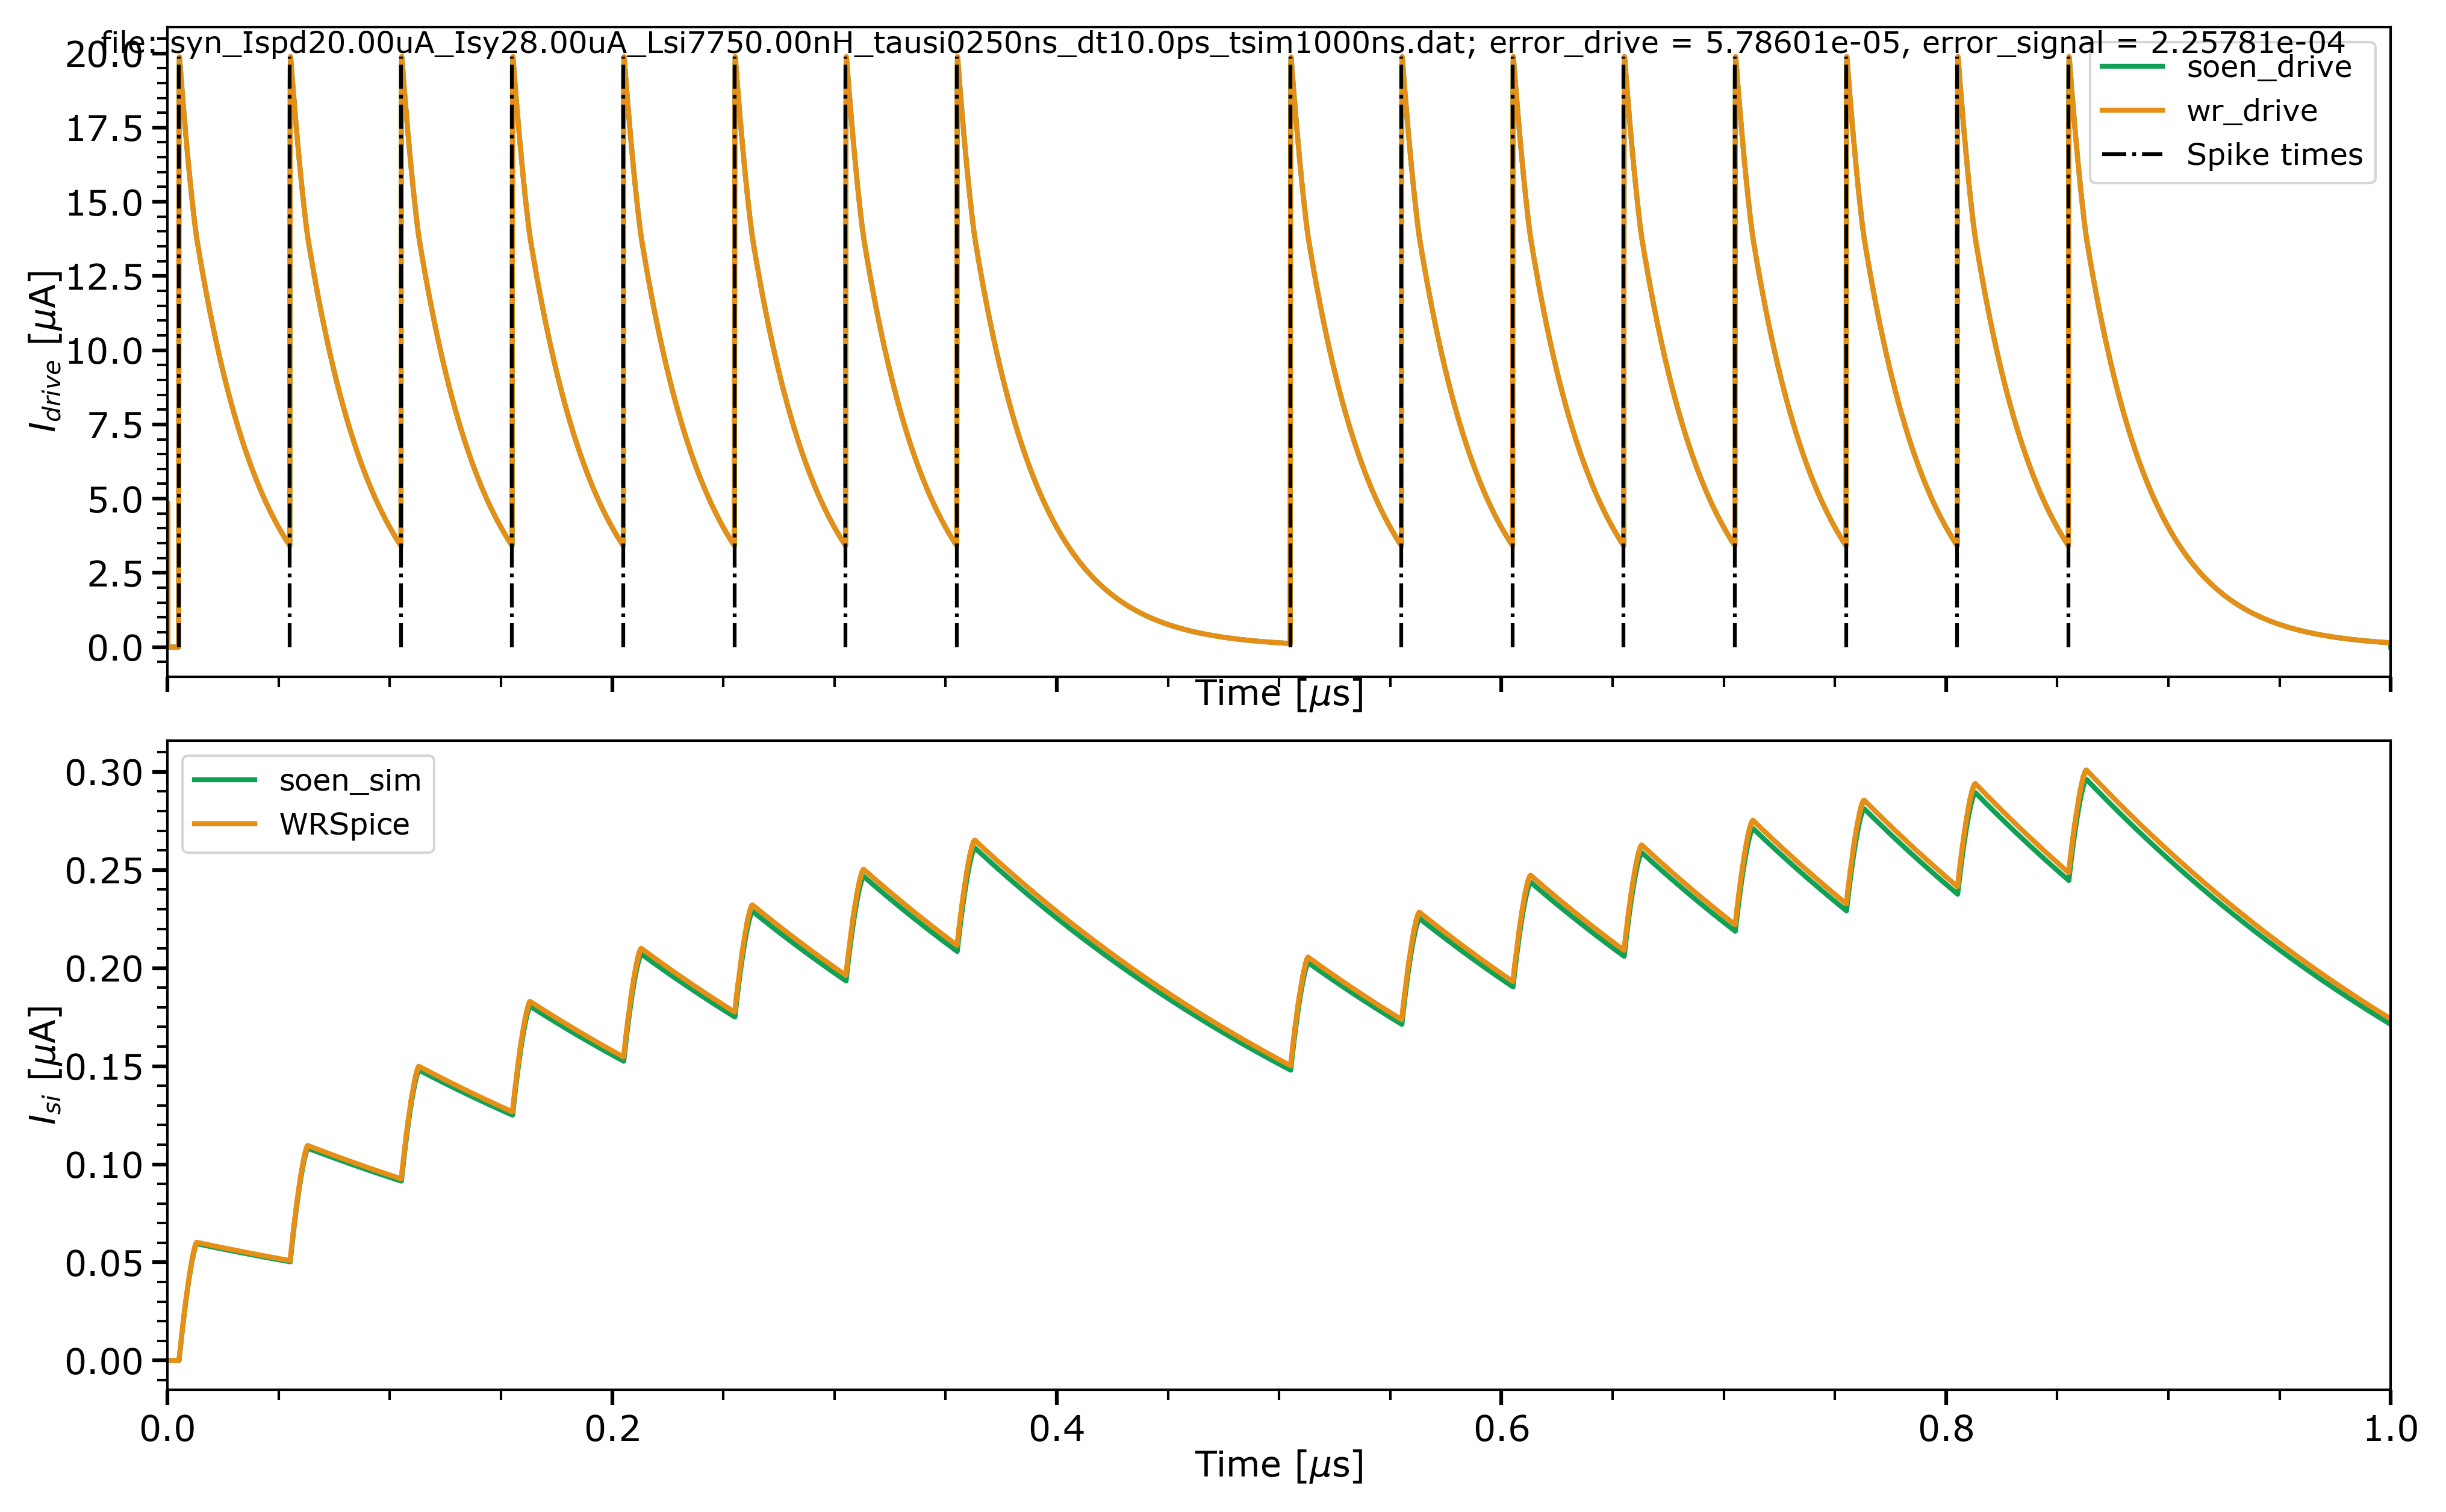 file: syn_Ispd20.00uA_Isy28.00uA_Lsi7750.00nH_tausi0250ns_dt10.0ps_tsim1000ns.dat; error_drive = 5.78601e-05, error_signal = 2.25781e-04
20.0
17.5
15.0
12.5
10.0
7.5
5.0
2.5
0.0
I_drive [μA]
soen_drive
wr_drive
Spike times
Time [μs]
0.30
0.25
0.20
0.15
0.10
0.05
0.00
I_si [μA]
soen_sim
WRSpice
0.0 0.2 0.4 0.6 0.8 1.0
Time [μs]